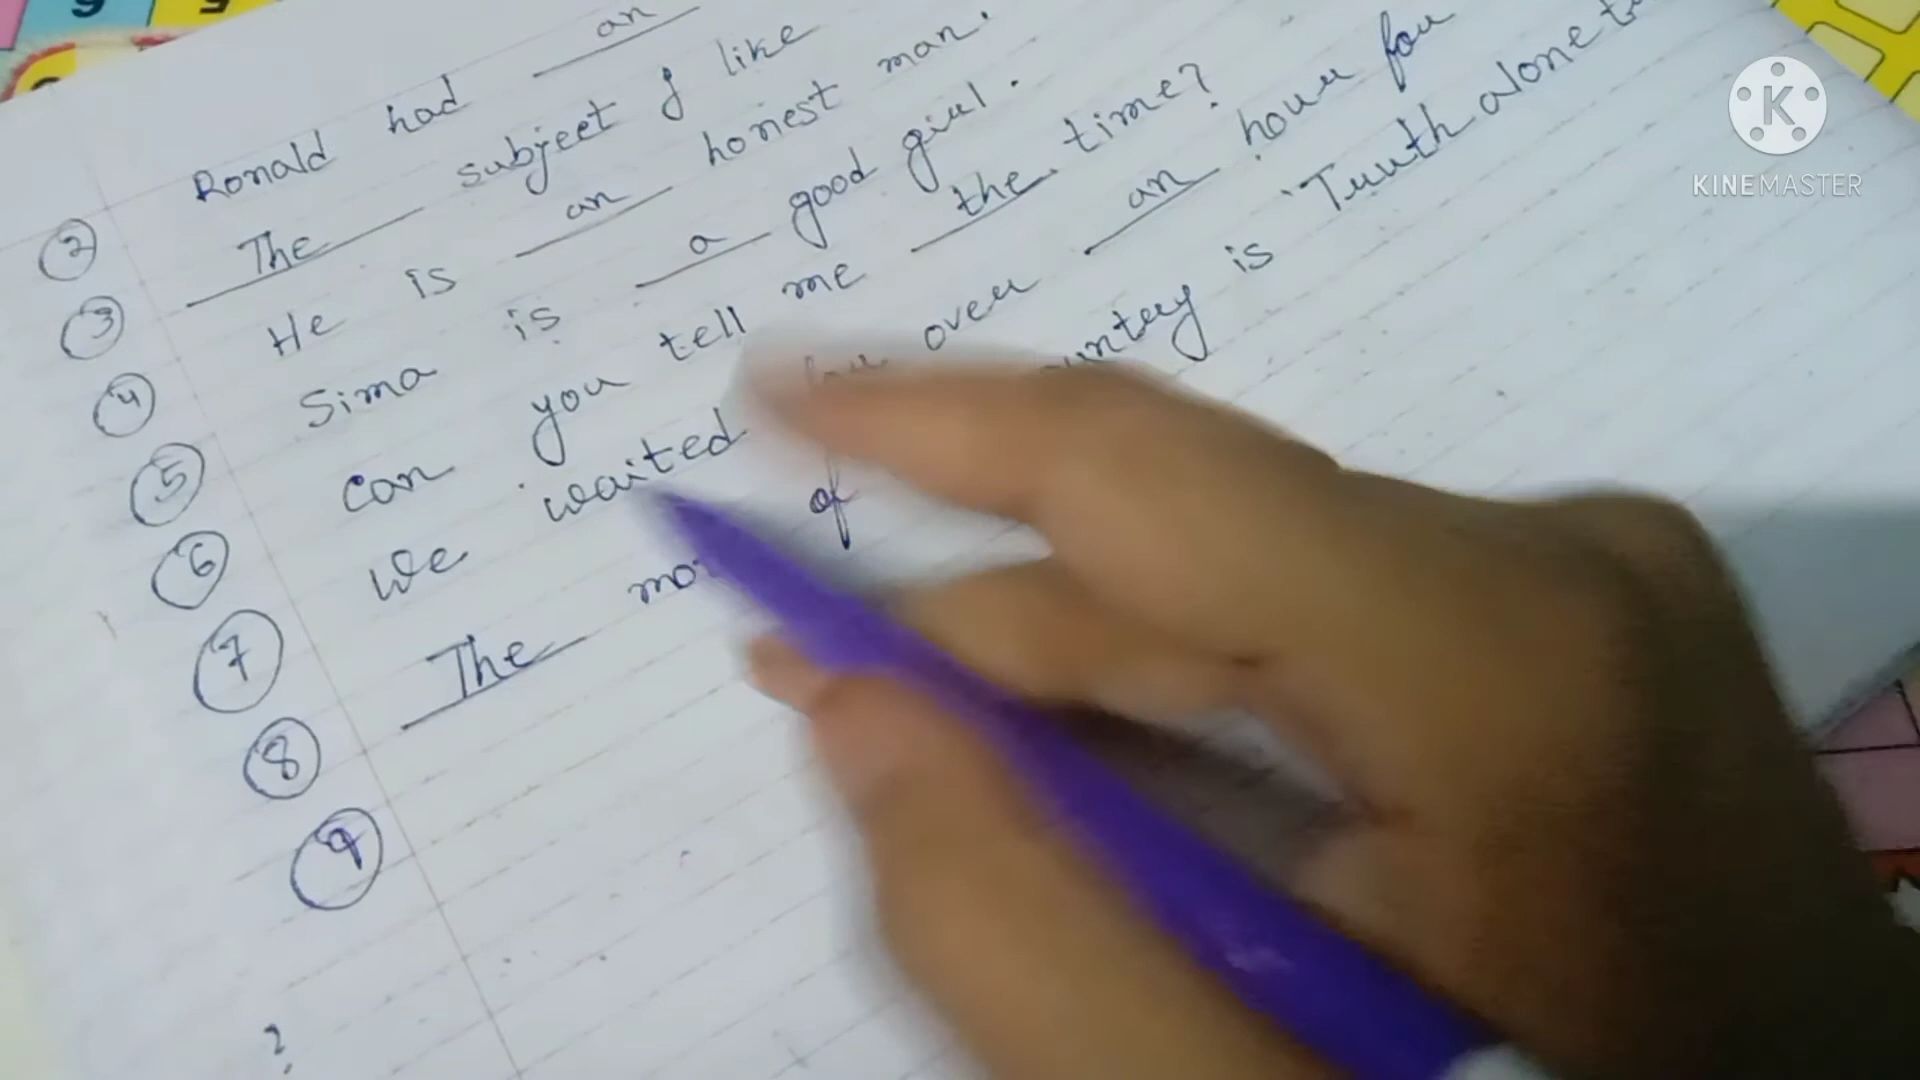 Ronald had an
② The subject I like
③ He is an honest man.
④ Sima is a good girl.
⑤ Can you tell me the time?
⑥ We waited for over an hour for
⑦ The of is 'Truth alone
⑧
⑨
?
KINEMASTER